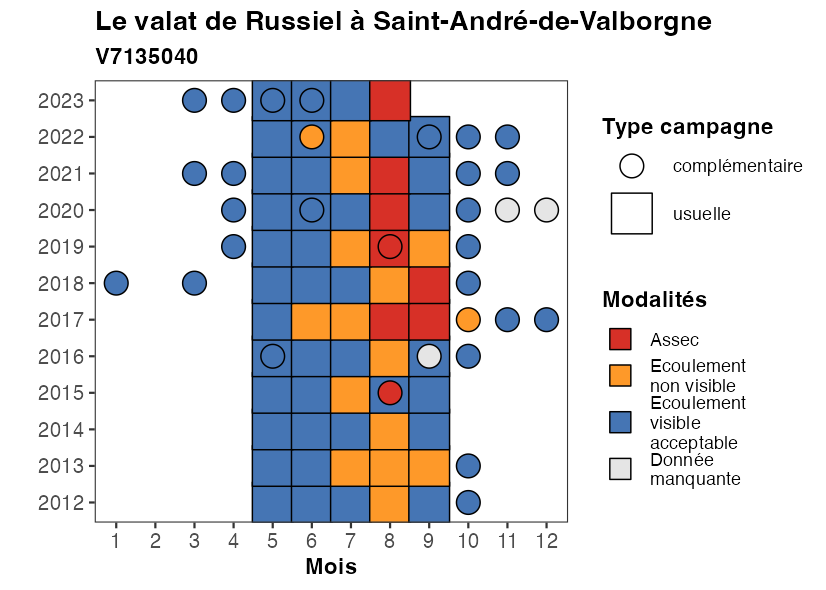 Le valat de Russiel à Saint-André-de-Valborgne
V7135040
2023
2022
2021
2020
2019
2018
2017
2016
2015
2014
2013
2012
1 2 3 4 5 6 7 8 9 10 11 12
Mois
Type campagne
complémentaire
usuelle
Modalités
Assec
Ecoulement
non visible
Ecoulement
visible
acceptable
Donnée
manquante